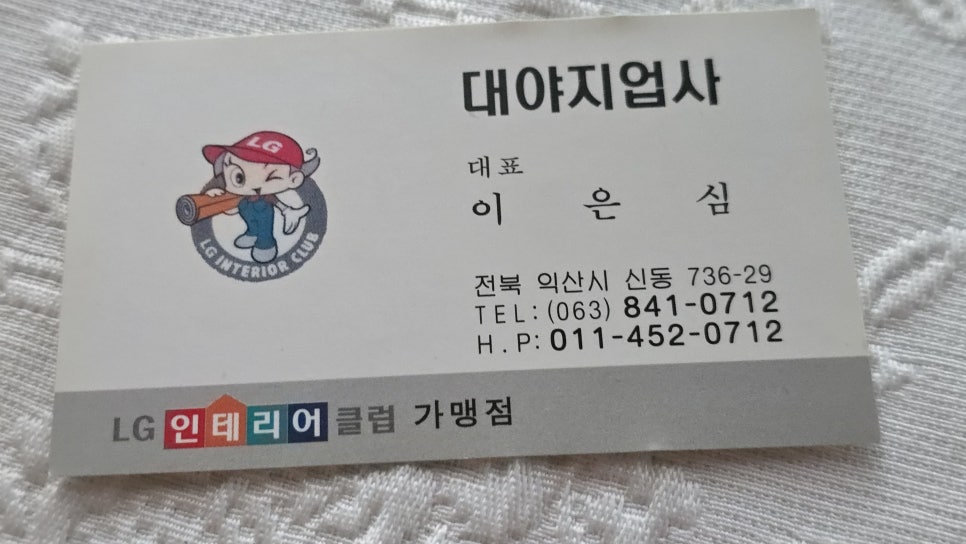 대야지업사
LG
LG INTERIOR CLUB
대표
이 은 심
전북 익산시 신동 736-29
TEL:(063) 841-0712
H.P:011-452-0712
LG 인테리어 클럽 가맹점